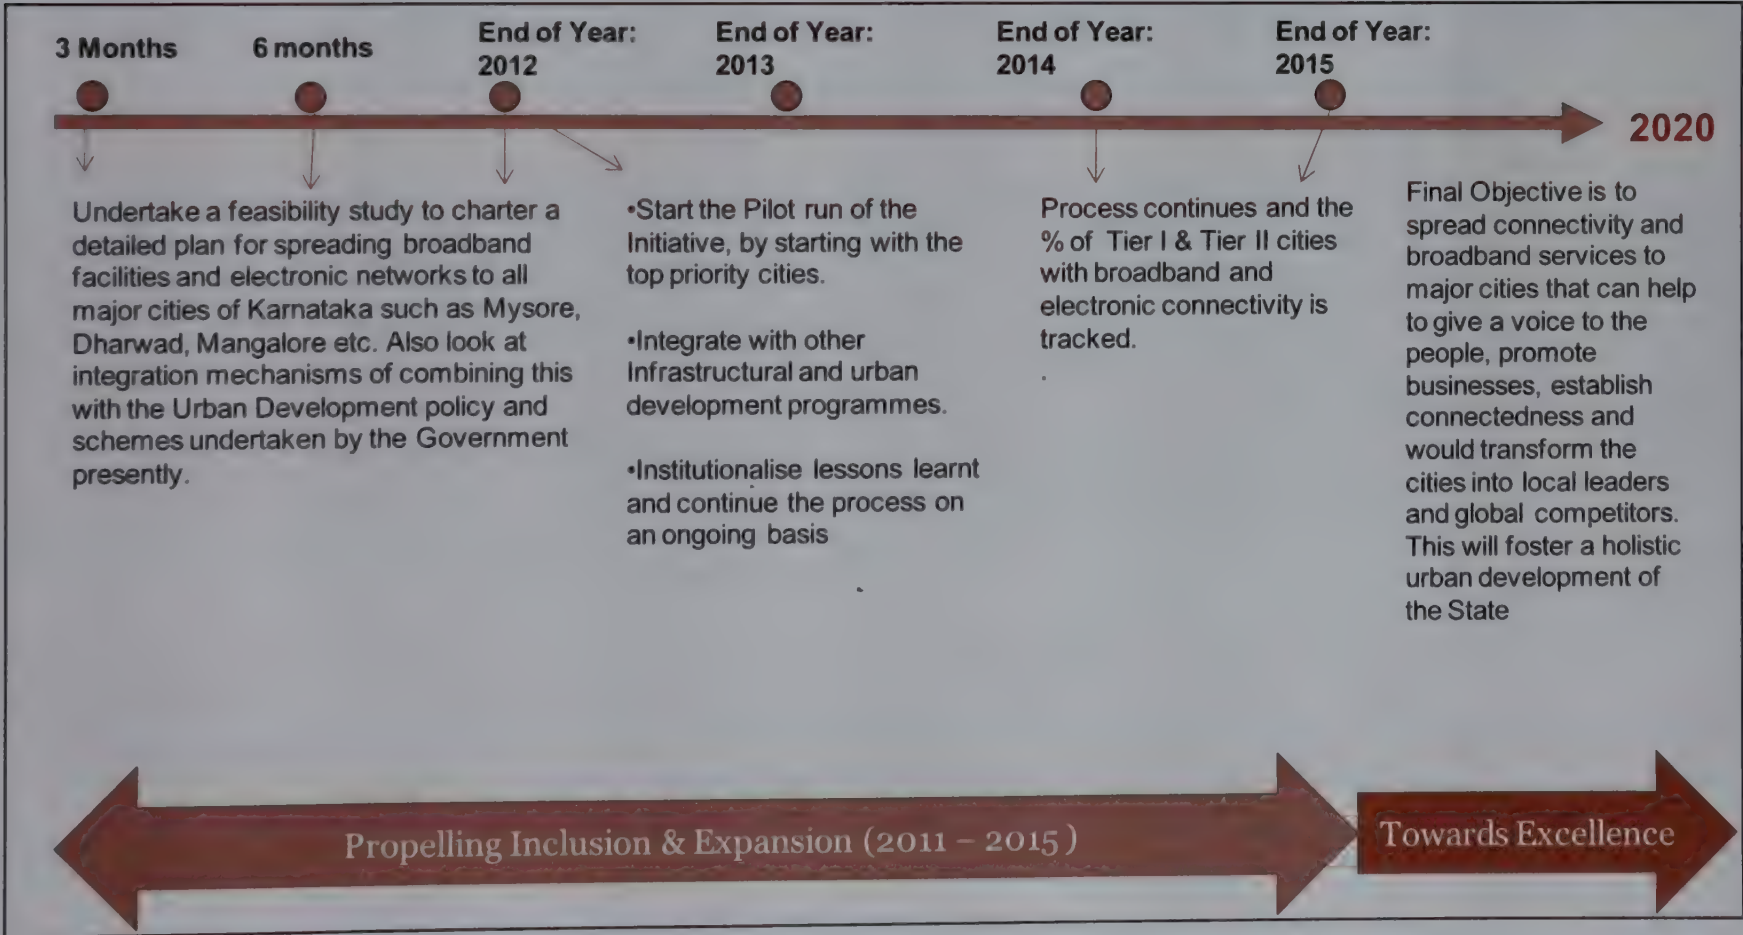 3 Months
6 months
End of Year:
2012
End of Year:
2013
End of Year:
2014
End of Year:
2015
2020
Undertake a feasibility study to charter a
detailed plan for spreading broadband
facilities and electronic networks to all
major cities of Karnataka such as Mysore,
Dharwad, Mangalore etc. Also look at
integration mechanisms of combining this
with the Urban Development policy and
schemes undertaken by the Government
presently.
•Start the Pilot run of the
Initiative, by starting with the
top priority cities.
•Integrate with other
Infrastructural and urban
development programmes.
•Institutionalise lessons learnt
and continue the process on
an ongoing basis
Process continues and the
% of Tier I & Tier II cities
with broadband and
electronic connectivity is
tracked.
Final Objective is to
spread connectivity and
broadband services to
major cities that can help
to give a voice to the
people, promote
businesses, establish
connectedness and
would transform the
cities into local leaders
and global competitors.
This will foster a holistic
urban development of
the State
Propelling Inclusion & Expansion (2011 – 2015)
Towards Excellence